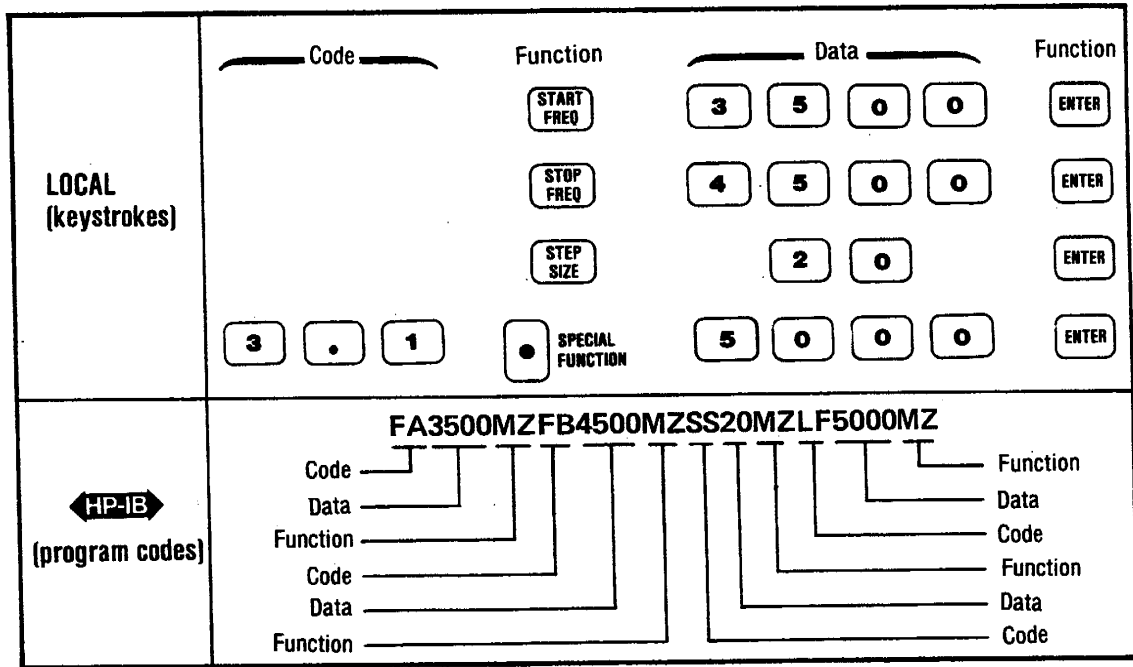 Code Function Data Function
START FREQ 3 5 0 0 ENTER
STOP FREQ 4 5 0 0 ENTER
STEP SIZE 2 0 ENTER
3 . 1 SPECIAL FUNCTION 5 0 0 0 ENTER
LOCAL
(keystrokes)
FA3500MZFB4500MZSS20MZLF5000MZ
Code
Data
Function
Code
Data
Function
Function
Data
Code
Function
Data
Code
HP-IB
(program codes)